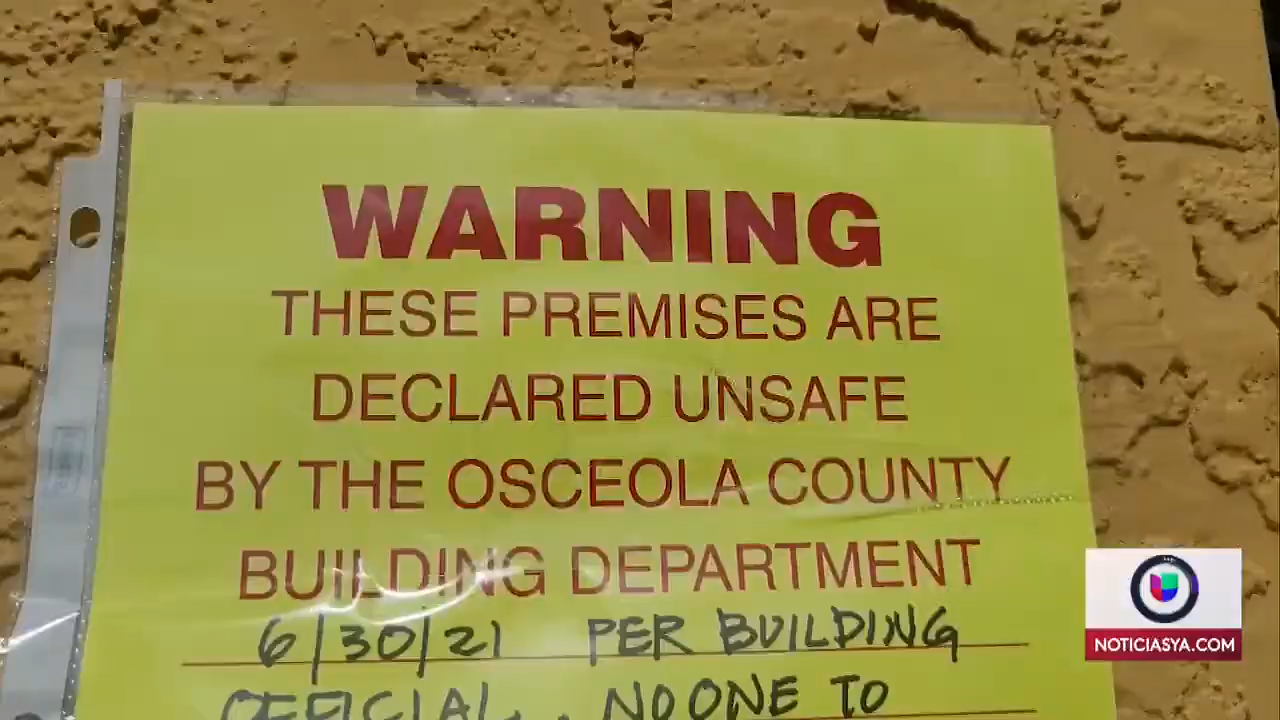 WARNING
THESE PREMISES ARE
DECLARED UNSAFE
BY THE OSCEOLA COUNTY
BUILDING DEPARTMENT
6/30/21 PER BUILDING
OFFICIAL. NO ONE TO
NOTICIASYA.COM